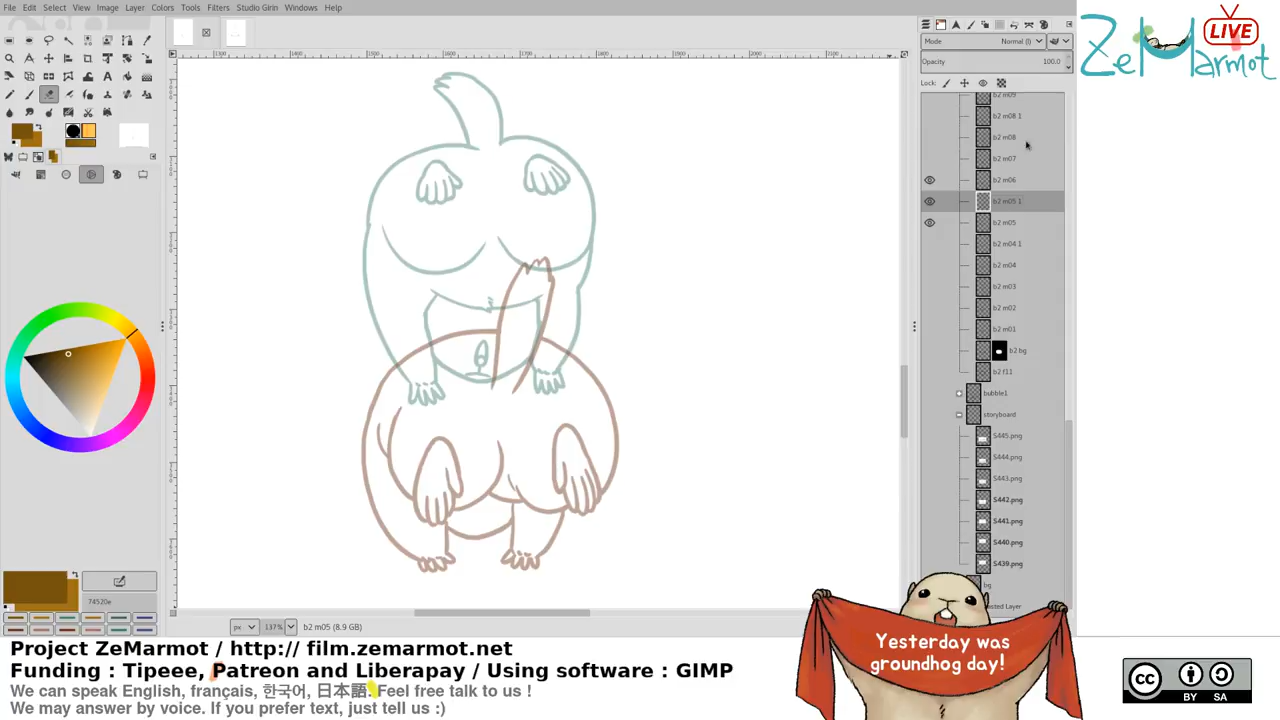 File Edit Select View Image Layer Colors Tools Filters Studio Girin Windows Help
Mode Normal (l)
Opacity 100.0
Lock:
b2 m09
b2 m08 1
b2 m08
b2 m07
b2 m06
b2 m05 1
b2 m05
b2 m04 1
b2 m04
b2 m03
b2 m02
b2 m01
b2 bg
b2 f11
bubble1
storyboard
S445.png
S444.png
S443.png
S442.png
S441.png
S440.png
S439.png
bg
74520e
px 137% b2 m05 (8.9 GB)
ZeMarmot
LIVE
Project ZeMarmot / http:// film.zemarmot.net
Funding : Tipeee, Patreon and Liberapay / Using software : GIMP
We can speak English, français, 한국어, 日本語. Feel free talk to us !
We may answer by voice. If you prefer text, just tell us :)
Yesterday was
groundhog day!
CC BY SA